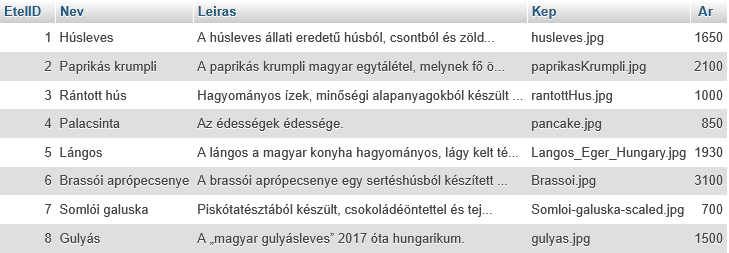 EtelID Nev Leiras Kep Ar
1 Húsleves A húsleves állati eredetű húsból, csontból és zöld... husleves.jpg 1650
2 Paprikás krumpli A paprikás krumpli magyar egytálétel, melynek fő ö... paprikasKrumpli.jpg 2100
3 Rántott hús Hagyományos ízek, minőségi alapanyagokból készült ... rantottHus.jpg 1000
4 Palacsinta Az édességek édessége. pancake.jpg 850
5 Lángos A lángos a magyar konyha hagyományos, lágy kelt té... Langos_Eger_Hungary.jpg 1930
6 Brassói aprópecsenye A brassói aprópecsenye egy sertéshúsból készített ... Brassoi.jpg 3100
7 Somlói galuska Piskótatésztából készült, csokoládéöntettel és tej... Somloi-galuska-scaled.jpg 700
8 Gulyás A „magyar gulyásleves” 2017 óta hungarikum. gulyas.jpg 1500